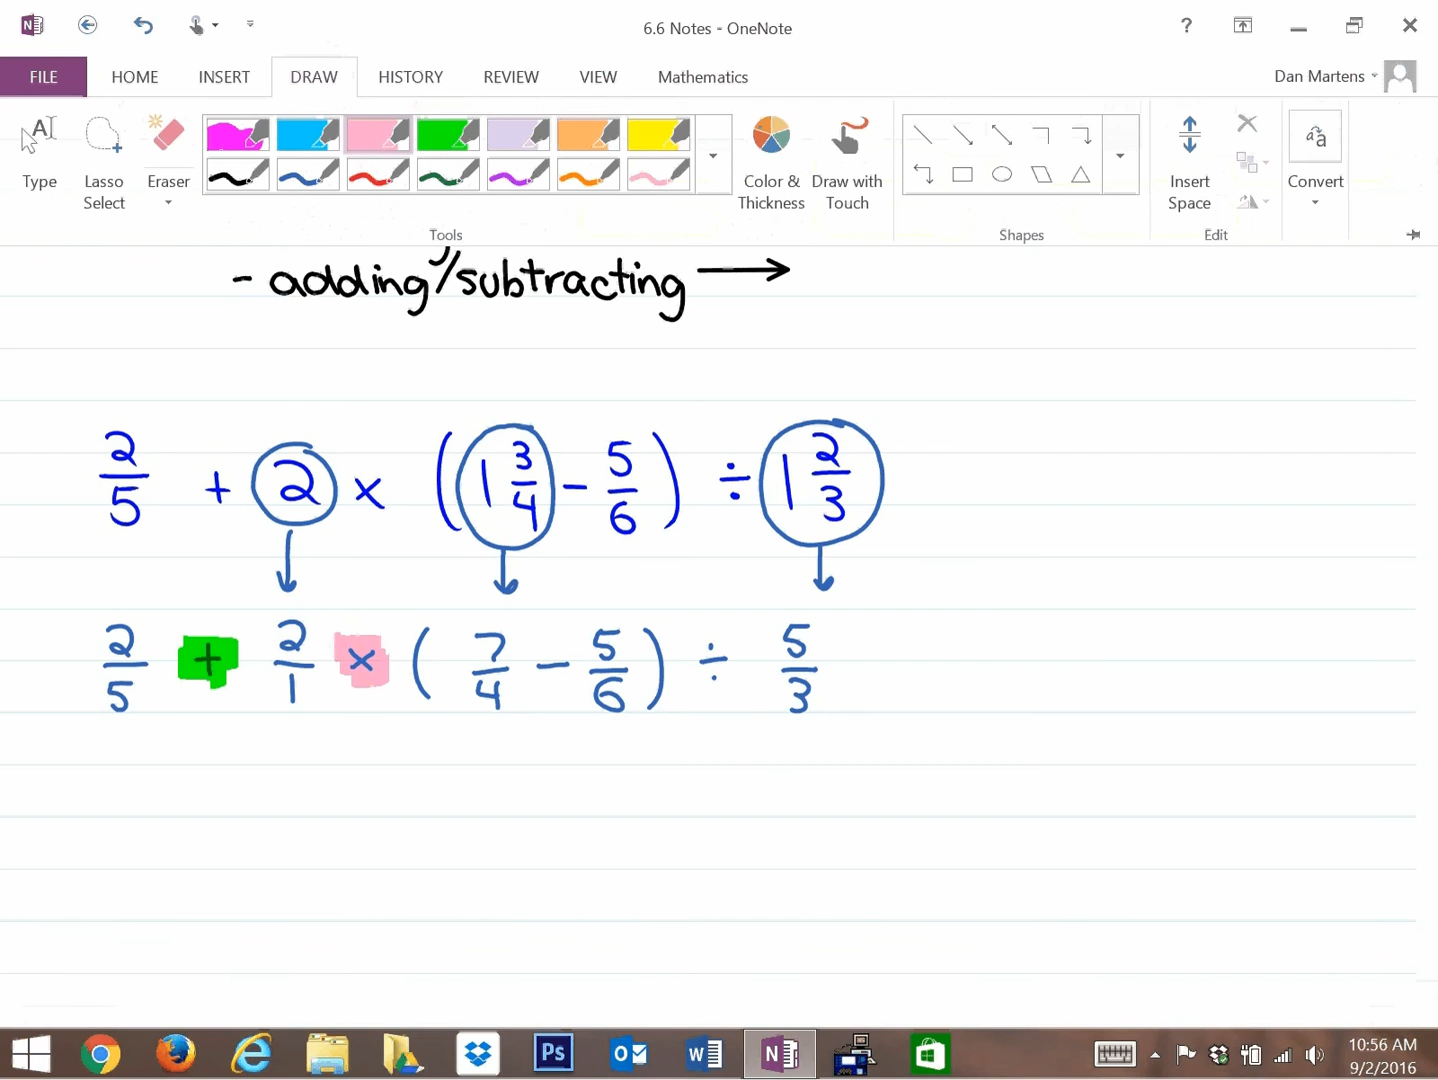 6.6 Notes - OneNote
?
FILE HOME INSERT DRAW HISTORY REVIEW VIEW Mathematics
Dan Martens
Type
Lasso Select
Eraser
Color & Thickness
Draw with Touch
Insert Space
Convert
Tools
Shapes
Edit
- adding/subtracting →
2/5 + 2 × (1 3/4 - 5/6) ÷ 1 2/3
2/5 + 2/1 × (7/4 - 5/6) ÷ 5/3
10:56 AM
9/2/2016